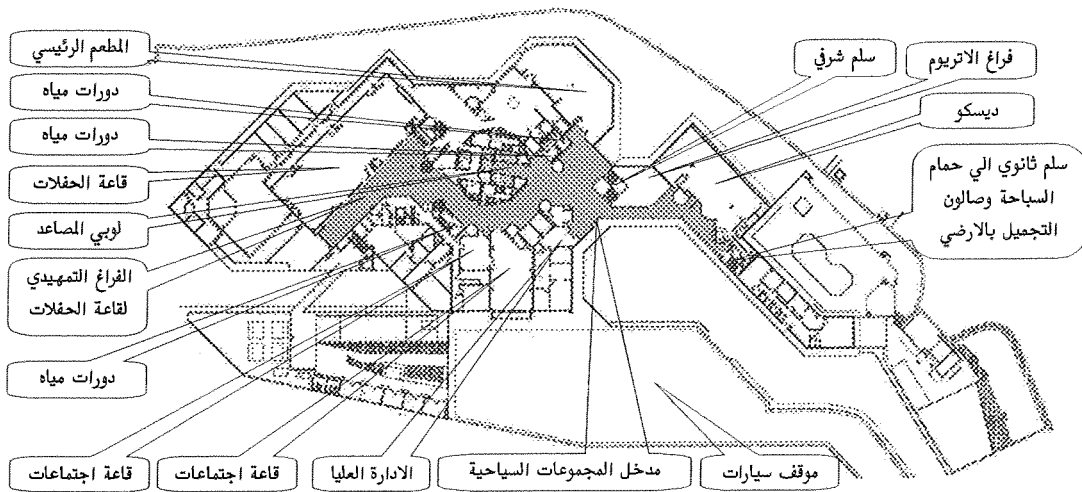 المطعم الرئيسي
دورات مياه
دورات مياه
قاعة الحفلات
لوبي المصاعد
الفراغ التمهيدي
لقاعة الحفلات
دورات مياه
سلم شرفي
فراغ الاتريوم
ديسكو
سلم ثانوي الي حمام
السباحة وصالون
التجميل بالارضي
موقف سيارات
مدخل المجموعات السياحية
الادارة العليا
قاعة اجتماعات
قاعة اجتماعات